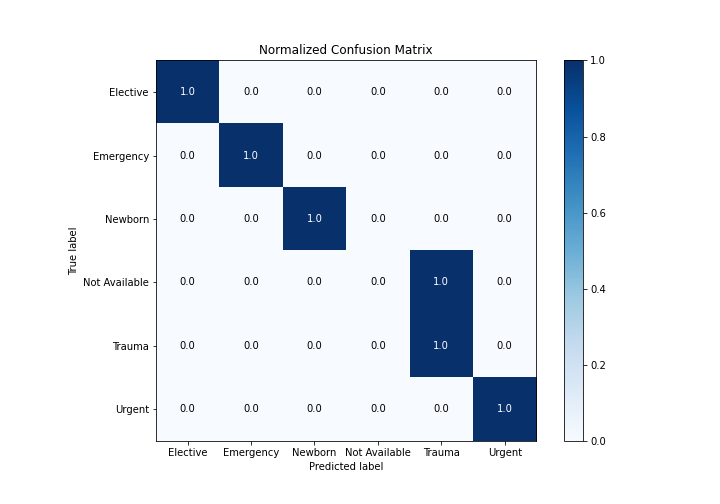 Normalized Confusion Matrix
Elective 1.0 0.0 0.0 0.0 0.0 0.0
Emergency 0.0 1.0 0.0 0.0 0.0 0.0
Newborn 0.0 0.0 1.0 0.0 0.0 0.0
Not Available 0.0 0.0 0.0 0.0 1.0 0.0
Trauma 0.0 0.0 0.0 0.0 1.0 0.0
Urgent 0.0 0.0 0.0 0.0 0.0 1.0
Elective Emergency Newborn Not Available Trauma Urgent
Predicted label
True label
1.0
0.8
0.6
0.4
0.2
0.0